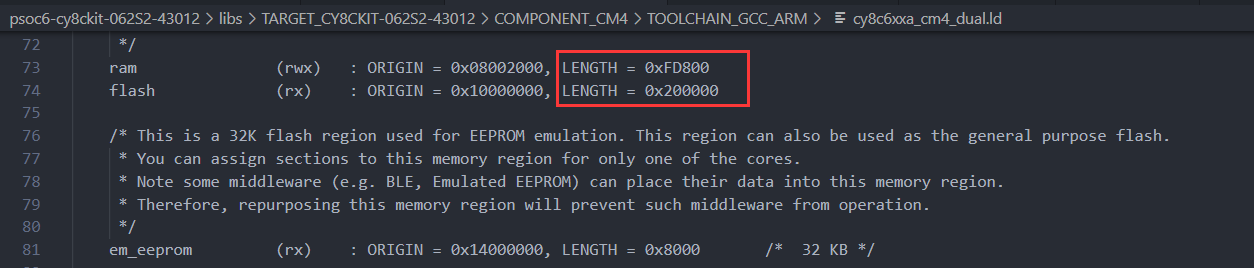 psoc6-cy8ckit-062S2-43012 > libs > TARGET_CY8CKIT-062S2-43012 > COMPONENT_CM4 > TOOLCHAIN_GCC_ARM > cy8c6xxa_cm4_dual.ld
72 */
73 ram (rwx) : ORIGIN = 0x08002000, LENGTH = 0xFD800
74 flash (rx) : ORIGIN = 0x10000000, LENGTH = 0x200000
75
76 /* This is a 32K flash region used for EEPROM emulation. This region can also be used as the general purpose flash.
77 * You can assign sections to this memory region for only one of the cores.
78 * Note some middleware (e.g. BLE, Emulated EEPROM) can place their data into this memory region.
79 * Therefore, repurposing this memory region will prevent such middleware from operation.
80 */
81 em_eeprom (rx) : ORIGIN = 0x14000000, LENGTH = 0x8000 /* 32 KB */